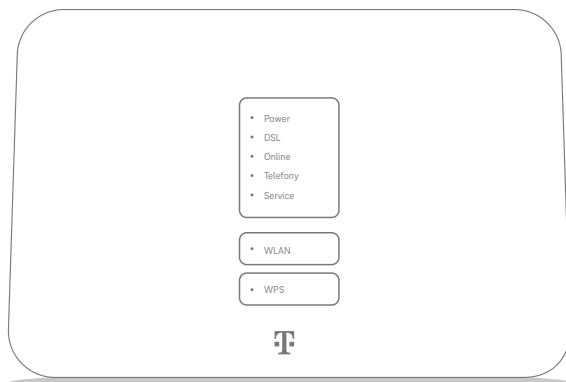 • Power
• DSL
• Online
• Telefony
• Service
• WLAN
• WPS
T